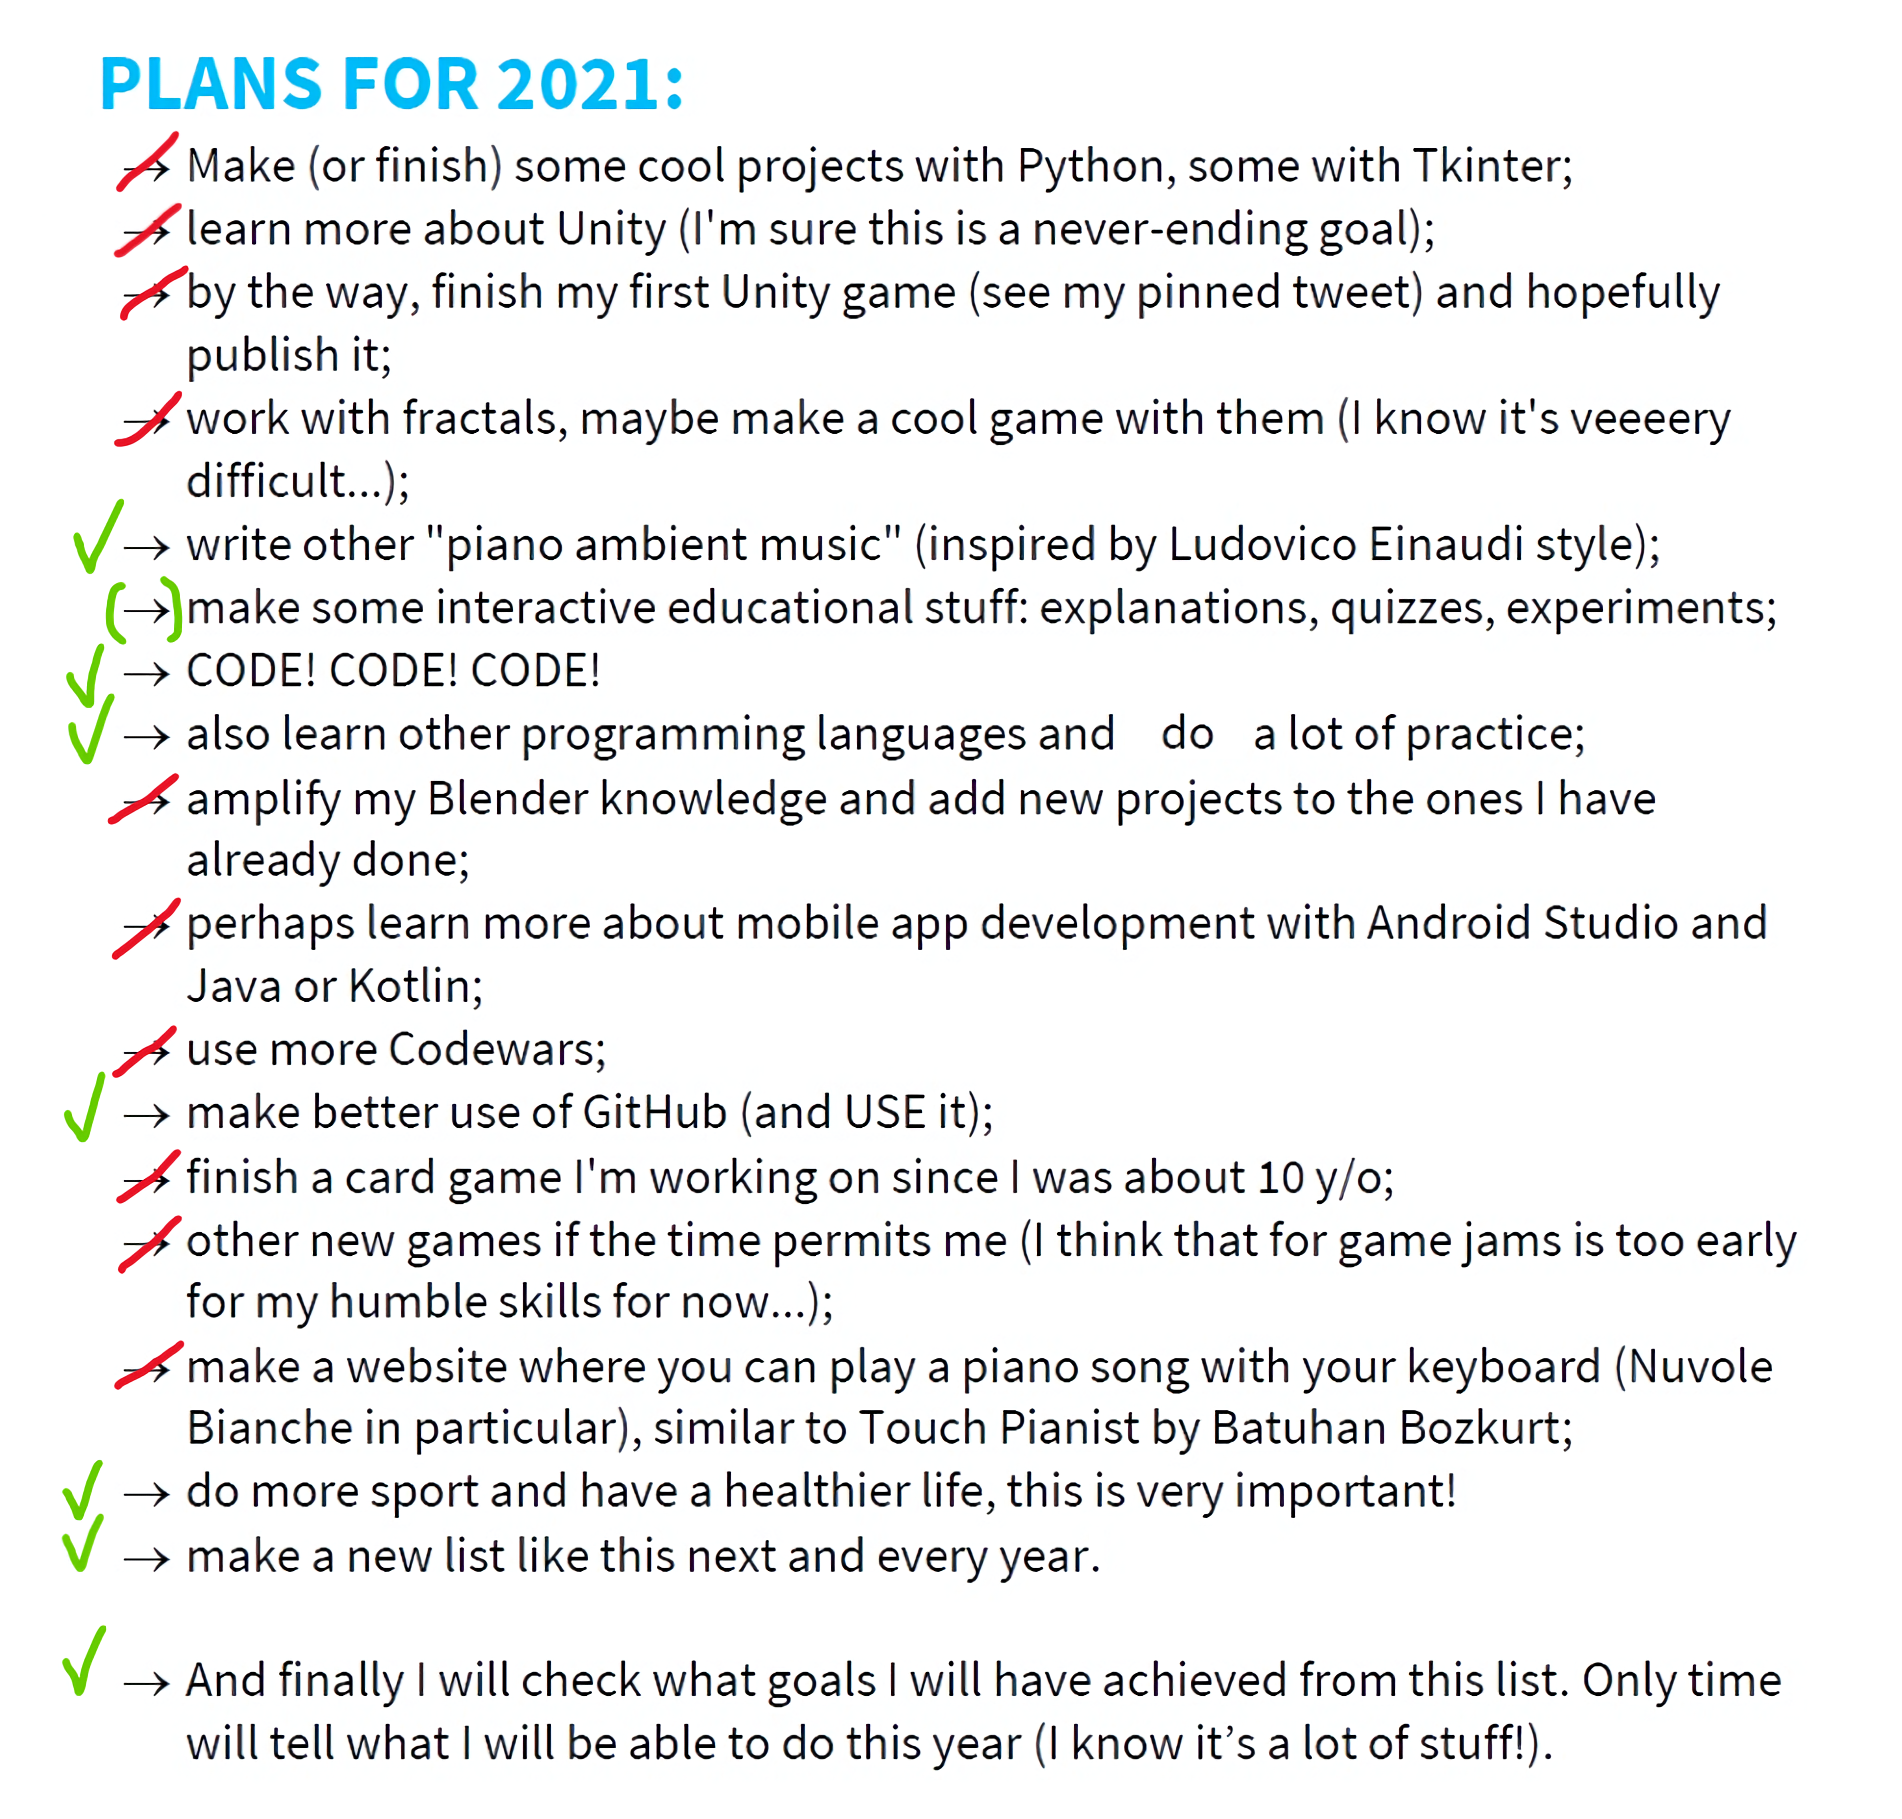 PLANS FOR 2021:
→ Make (or finish) some cool projects with Python, some with Tkinter;
→ learn more about Unity (I'm sure this is a never-ending goal);
→ by the way, finish my first Unity game (see my pinned tweet) and hopefully
publish it;
→ work with fractals, maybe make a cool game with them (I know it's veeeery
difficult...);
→ write other "piano ambient music" (inspired by Ludovico Einaudi style);
(→) make some interactive educational stuff: explanations, quizzes, experiments;
→ CODE! CODE! CODE!
→ also learn other programming languages and do a lot of practice;
→ amplify my Blender knowledge and add new projects to the ones I have
already done;
→ perhaps learn more about mobile app development with Android Studio and
Java or Kotlin;
→ use more Codewars;
→ make better use of GitHub (and USE it);
→ finish a card game I'm working on since I was about 10 y/o;
→ other new games if the time permits me (I think that for game jams is too early
for my humble skills for now...);
→ make a website where you can play a piano song with your keyboard (Nuvole
Bianche in particular), similar to Touch Pianist by Batuhan Bozkurt;
→ do more sport and have a healthier life, this is very important!
→ make a new list like this next and every year.
→ And finally I will check what goals I will have achieved from this list. Only time
will tell what I will be able to do this year (I know it’s a lot of stuff!).